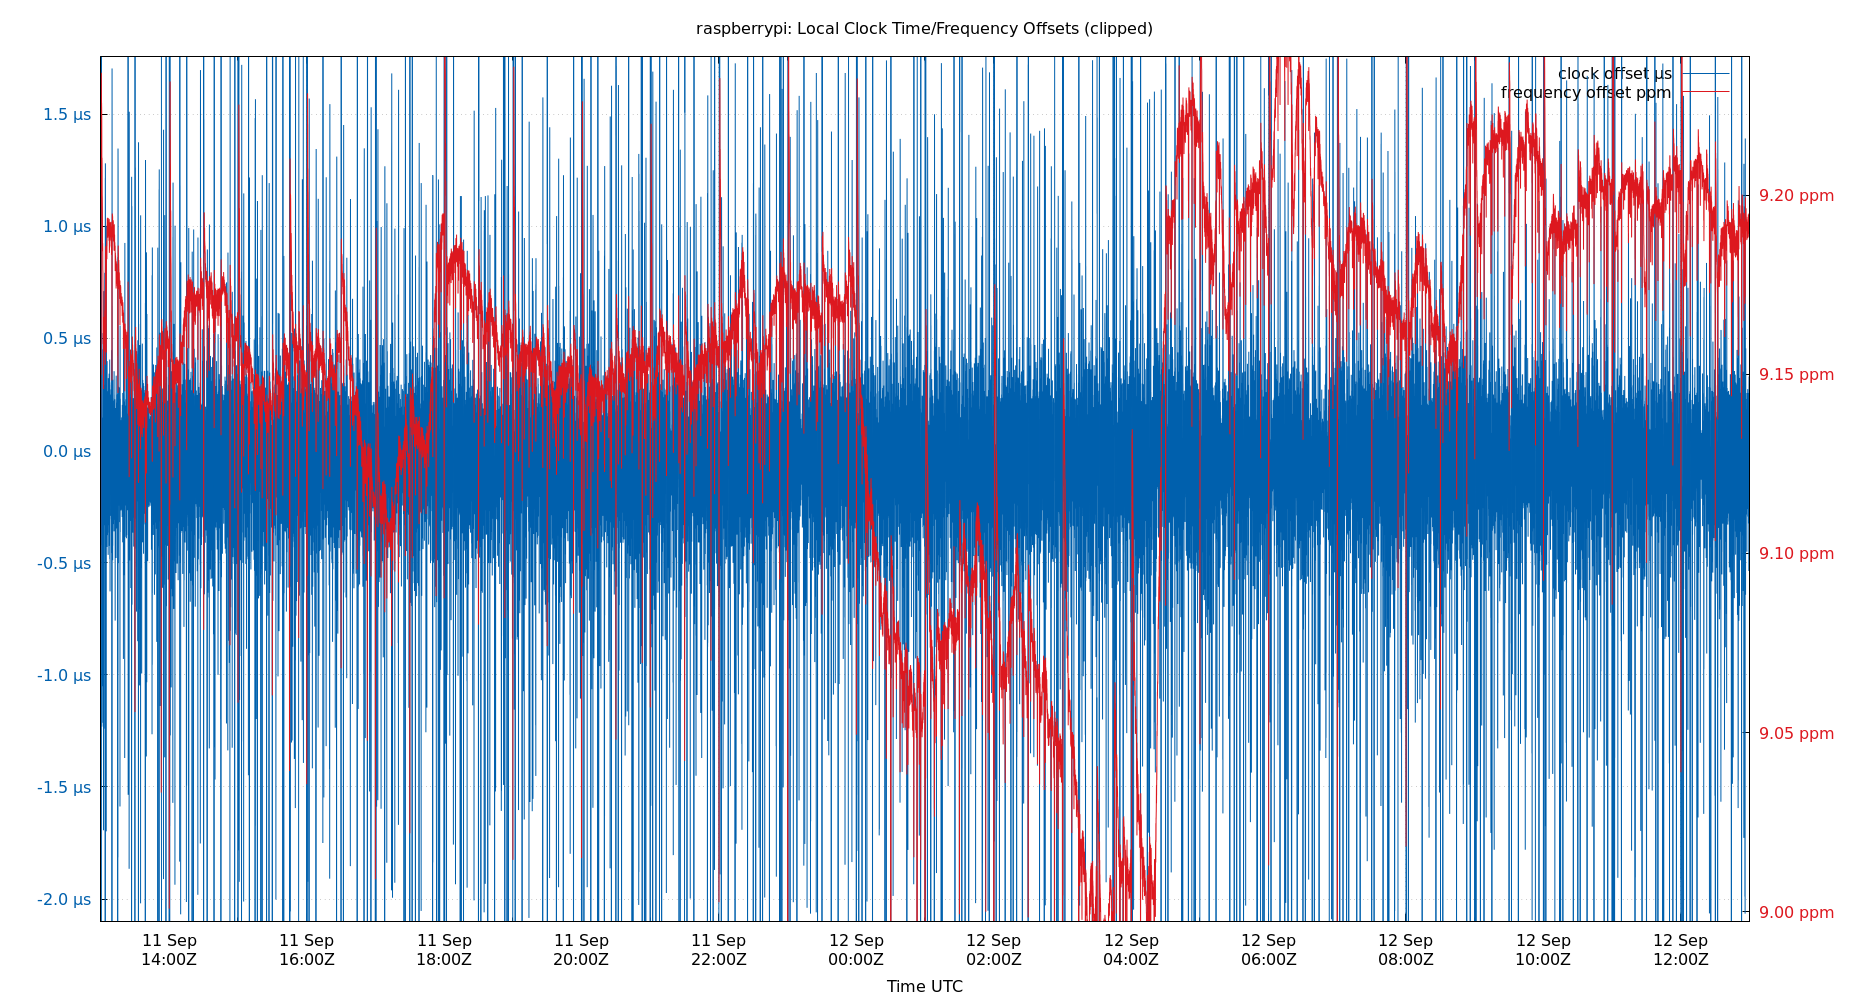 raspberrypi: Local Clock Time/Frequency Offsets (clipped)
clock offset µs
frequency offset ppm
1.5 µs
1.0 µs
0.5 µs
0.0 µs
-0.5 µs
-1.0 µs
-1.5 µs
-2.0 µs
9.20 ppm
9.15 ppm
9.10 ppm
9.05 ppm
9.00 ppm
11 Sep
14:00Z
11 Sep
16:00Z
11 Sep
18:00Z
11 Sep
20:00Z
11 Sep
22:00Z
12 Sep
00:00Z
12 Sep
02:00Z
12 Sep
04:00Z
12 Sep
06:00Z
12 Sep
08:00Z
12 Sep
10:00Z
12 Sep
12:00Z
Time UTC